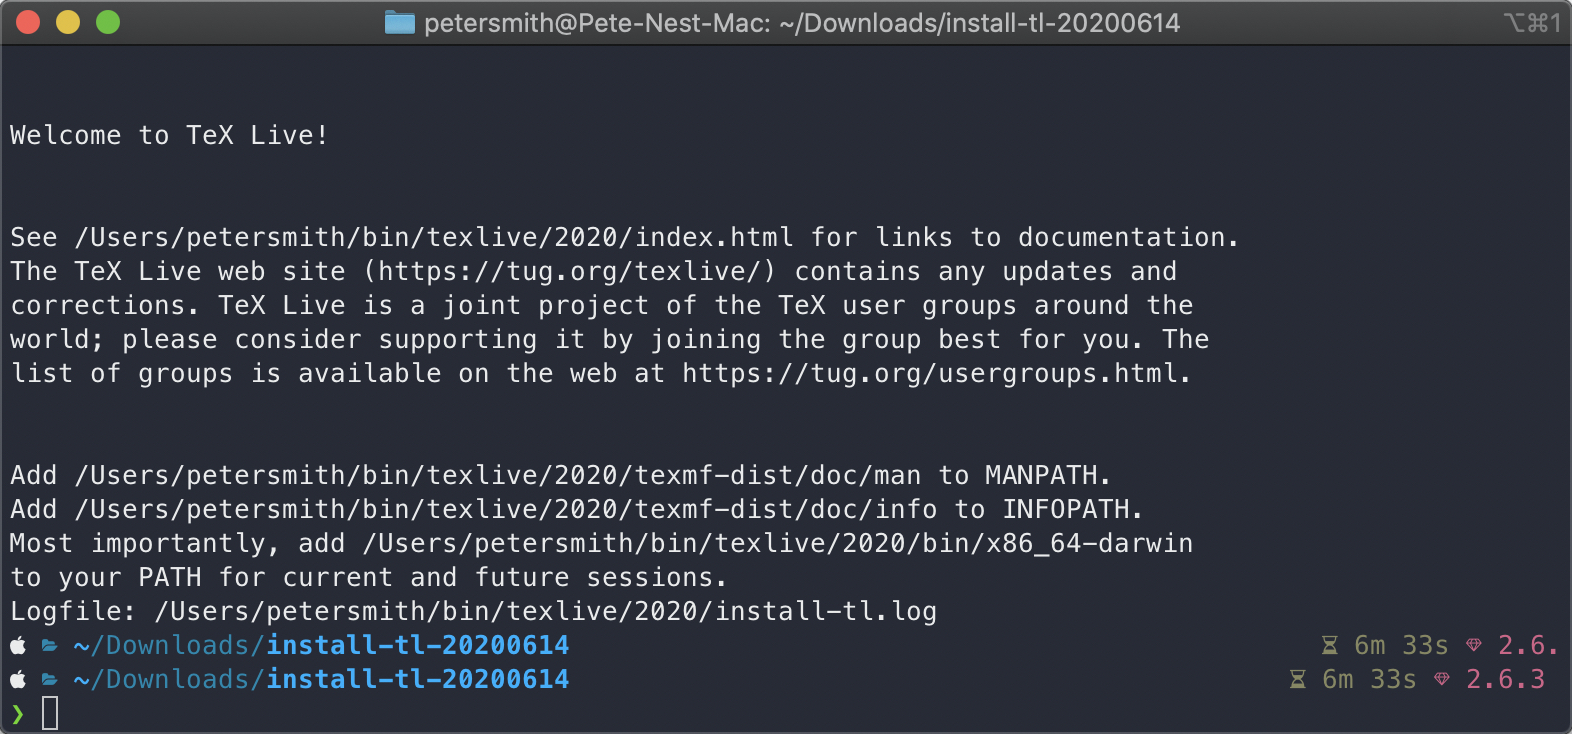 petersmith@Pete-Nest-Mac: ~/Downloads/install-tl-20200614 ⌥⌘1
Welcome to TeX Live!
See /Users/petersmith/bin/texlive/2020/index.html for links to documentation.
The TeX Live web site (https://tug.org/texlive/) contains any updates and
corrections. TeX Live is a joint project of the TeX user groups around the
world; please consider supporting it by joining the group best for you. The
list of groups is available on the web at https://tug.org/usergroups.html.
Add /Users/petersmith/bin/texlive/2020/texmf-dist/doc/man to MANPATH.
Add /Users/petersmith/bin/texlive/2020/texmf-dist/doc/info to INFOPATH.
Most importantly, add /Users/petersmith/bin/texlive/2020/bin/x86_64-darwin
to your PATH for current and future sessions.
Logfile: /Users/petersmith/bin/texlive/2020/install-tl.log
~/Downloads/install-tl-20200614 6m 33s 2.6.
~/Downloads/install-tl-20200614 6m 33s 2.6.3
❯